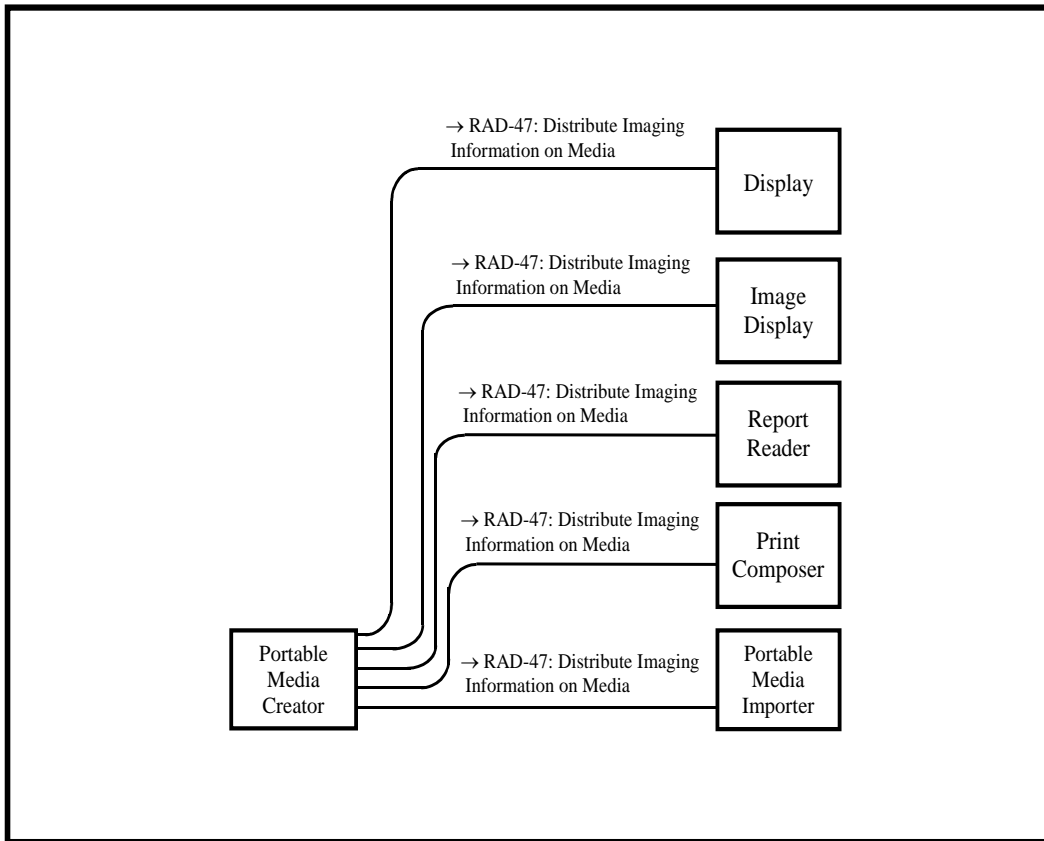 → RAD-47: Distribute Imaging
Information on Media
Display
→ RAD-47: Distribute Imaging
Information on Media
Image
Display
→ RAD-47: Distribute Imaging
Information on Media
Report
Reader
→ RAD-47: Distribute Imaging
Information on Media
Print
Composer
Portable
Media
Creator
→ RAD-47: Distribute Imaging
Information on Media
Portable
Media
Importer